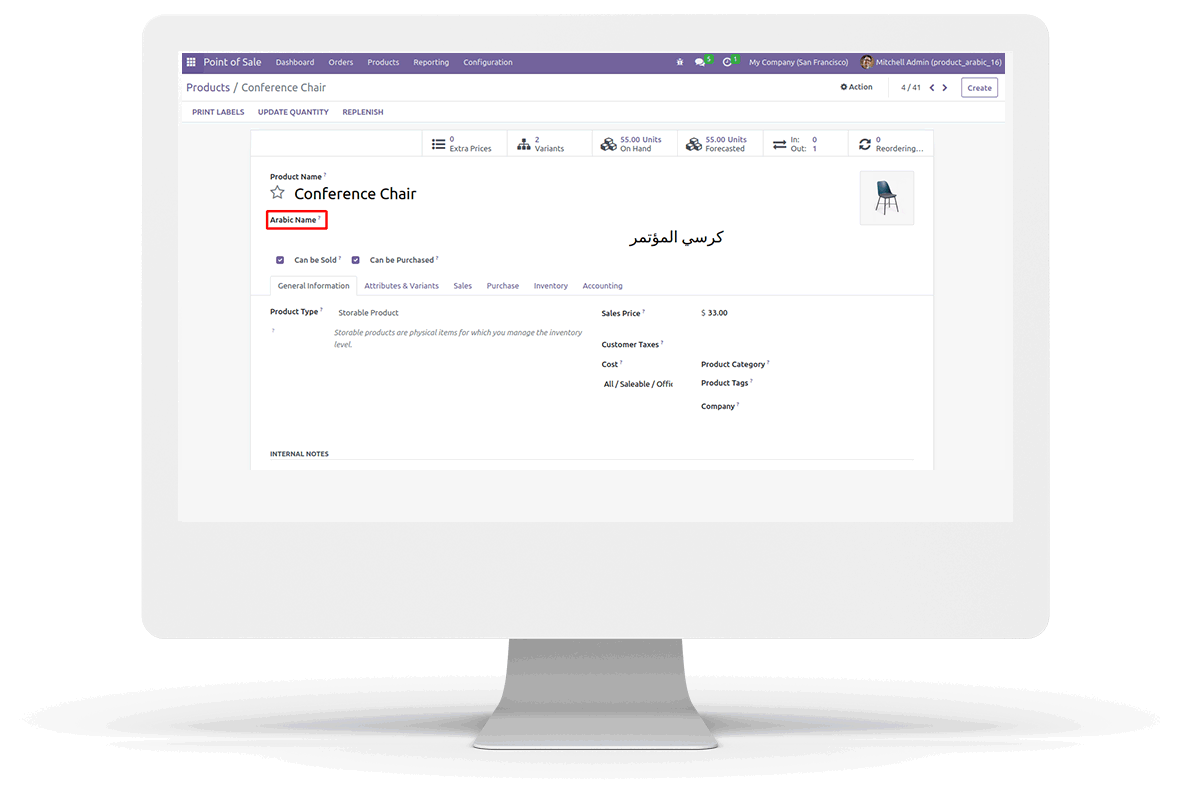 Point of Sale Dashboard Orders Products Reporting Configuration 5 1 My Company (San Francisco) Mitchell Admin (product_arabic_16)
Products / Conference Chair Action 4 / 41 Create
PRINT LABELS UPDATE QUANTITY REPLENISH
0 2 55.00 Units 55.00 Units In: 0 0
Extra Prices Variants On Hand Forecasted Out: 1 Reordering...
Product Name ?
Conference Chair
Arabic Name ?
كرسي المؤتمر
Can be Sold ? Can be Purchased ?
General Information Attributes & Variants Sales Purchase Inventory Accounting
Product Type ? Storable Product Sales Price ? $ 33.00
? Storable products are physical items for which you manage the inventory
level. Customer Taxes ?
Cost ? Product Category ?
All / Saleable / Offic Product Tags ?
Company ?
INTERNAL NOTES